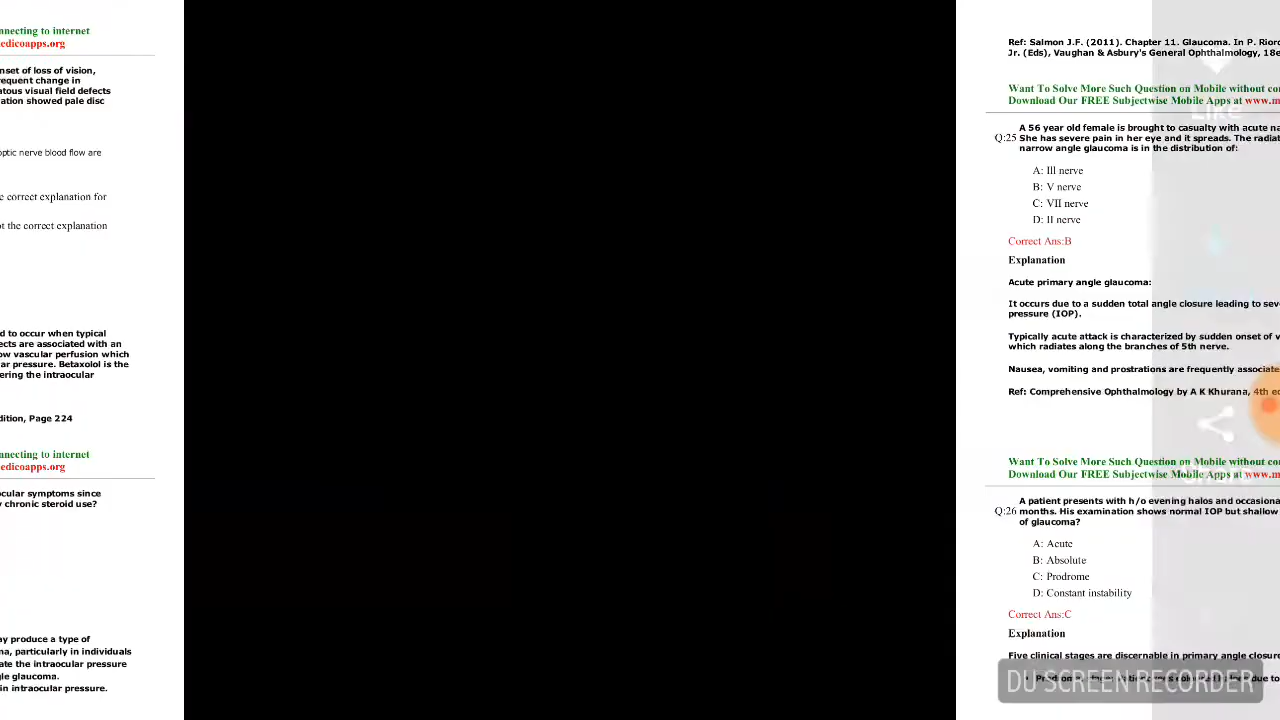 nnecting to internet
edicoapps.org
nset of loss of vision,
requent change in
atous visual field defects
ation showed pale disc
optic nerve blood flow are
e correct explanation for
ot the correct explanation
d to occur when typical
ects are associated with an
ow vascular perfusion which
ar pressure. Betaxolol is the
ering the intraocular
dition, Page 224
nnecting to internet
edicoapps.org
ocular symptoms since
y chronic steroid use?
ay produce a type of
ma, particularly in individuals
ate the intraocular pressure
gle glaucoma.
in intraocular pressure.
Ref: Salmon J.F. (2011). Chapter 11. Glaucoma. In P. Riord
Jr. (Eds), Vaughan & Asbury's General Ophthalmology, 18e
Want To Solve More Such Question on Mobile without con
Download Our FREE Subjectwise Mobile Apps at www.m
Like
A 56 year old female is brought to casualty with acute na
Q:25 She has severe pain in her eye and it spreads. The radiat
narrow angle glaucoma is in the distribution of:
A: III nerve
B: V nerve
C: VII nerve
D: II nerve
Correct Ans:B
Explanation
Acute primary angle glaucoma:
It occurs due to a sudden total angle closure leading to seve
pressure (IOP).
Typically acute attack is characterized by sudden onset of v
which radiates along the branches of 5th nerve.
Nausea, vomiting and prostrations are frequently associate
Ref: Comprehensive Ophthalmology by A K Khurana, 4th ed
Want To Solve More Such Question on Mobile without con
Download Our FREE Subjectwise Mobile Apps at www.m
Share
A patient presents with h/o evening halos and occasiona
Q:26 months. His examination shows normal IOP but shallow
of glaucoma?
A: Acute
B: Absolute
C: Prodrome
D: Constant instability
Correct Ans:C
Explanation
Five clinical stages are discernable in primary angle closure
DU SCREEN RECORDER